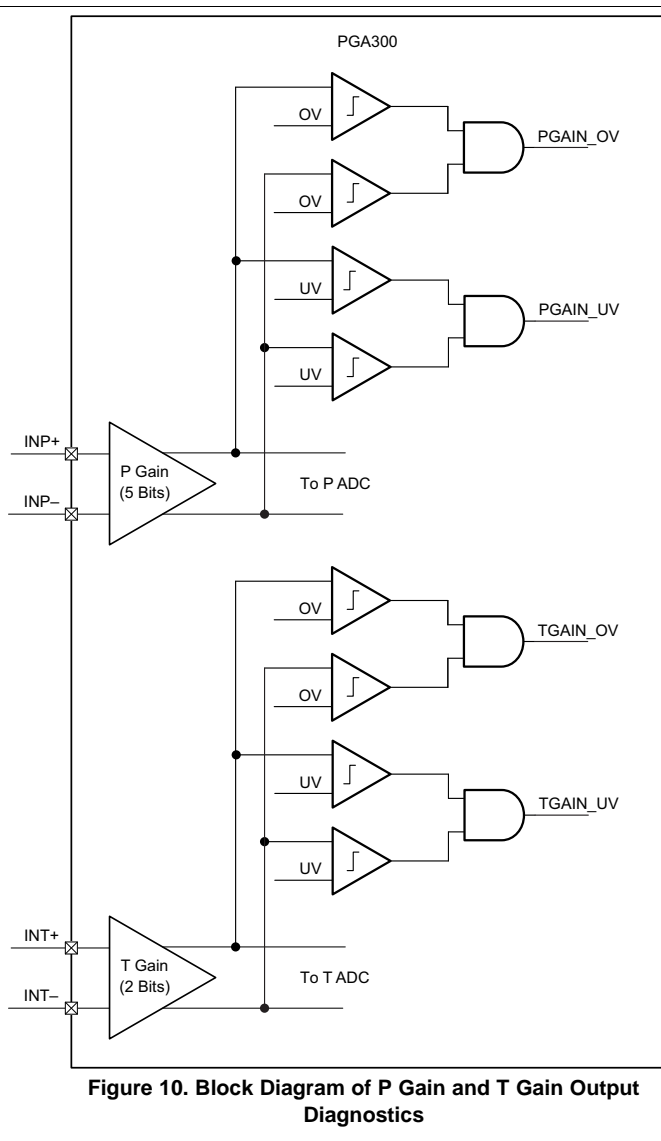 PGA300
OV
PGAIN_OV
OV
UV
PGAIN_UV
UV
INP+
P Gain
(5 Bits)
To P ADC
INP–
OV
TGAIN_OV
OV
UV
TGAIN_UV
UV
INT+
T Gain
(2 Bits)
To T ADC
INT–
Figure 10. Block Diagram of P Gain and T Gain Output
Diagnostics